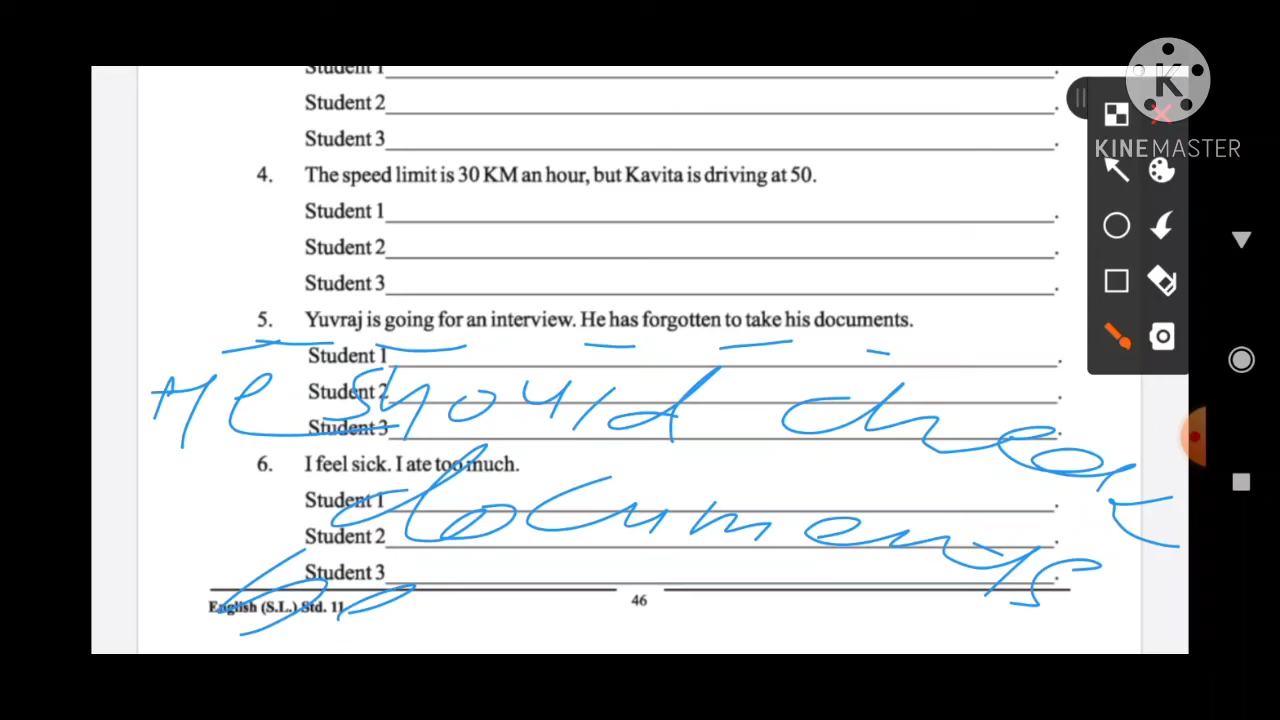 Student 1 .
Student 2 .
Student 3 .
4. The speed limit is 30 KM an hour, but Kavita is driving at 50.
Student 1 .
Student 2 .
Student 3 .
5. Yuvraj is going for an interview. He has forgotten to take his documents.
Student 1 .
Student 2 .
Student 3 .
He should check
documents
6. I feel sick. I ate too much.
Student 1 .
Student 2 .
Student 3 .
English (S.L.) Std. 11 46
K
KINEMASTER